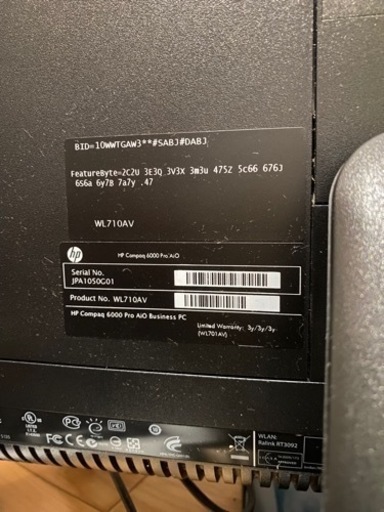 BID=10WWTGAW3**#SABJ#DABJ
FeatureByte=2C2U 3E3Q 3V3X 3m3u 475Z 5c66 676J
6S6a 6y7B 7a7y .47
WL710AV
hp
HP Compaq 6000 Pro AiO
Serial No.
JPA1050G01
Product No. WL710AV
HP Compaq 6000 Pro AiO Business PC
Limited Warranty: 3y/3y/3y
(WL701AV)
WLAN:
Ralink RT3092